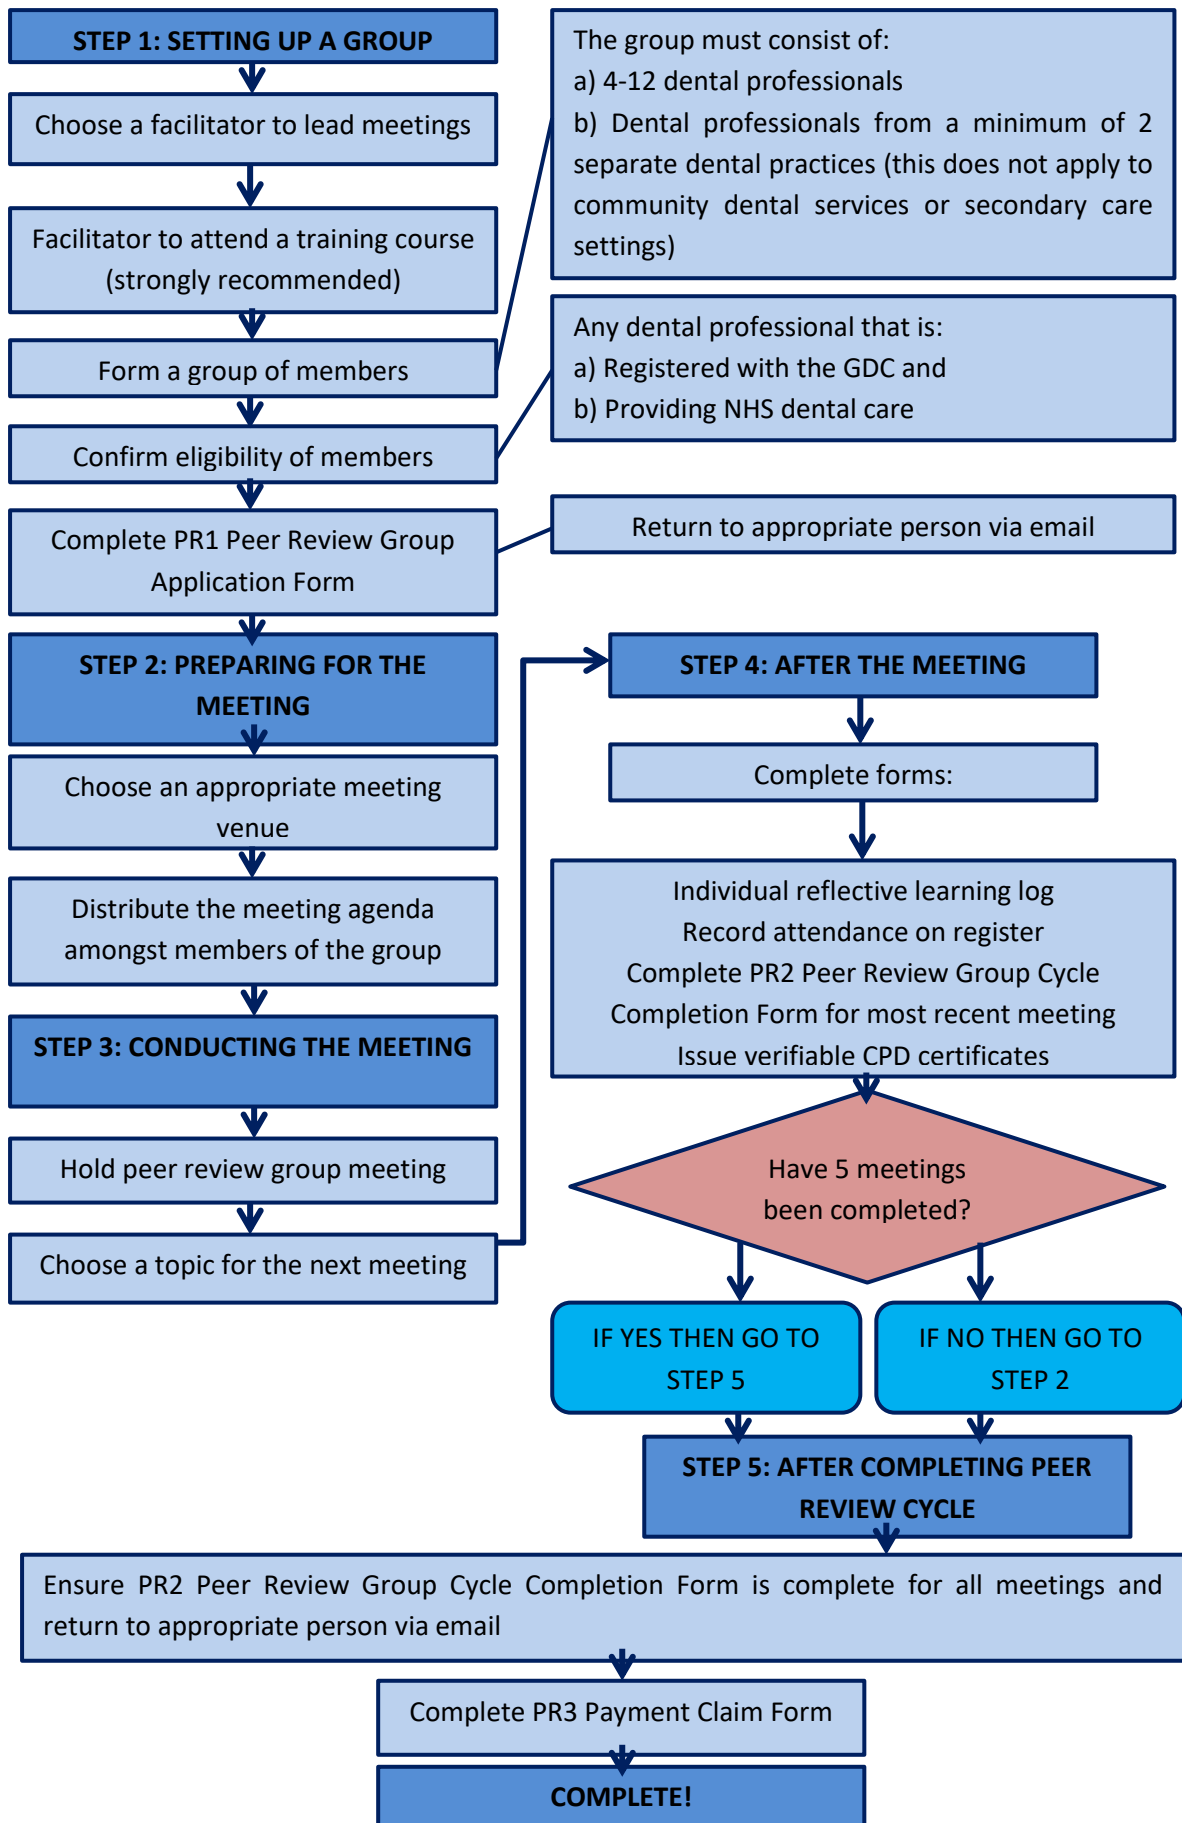 STEP 1: SETTING UP A GROUP
Choose a facilitator to lead meetings
Facilitator to attend a training course
(strongly recommended)
Form a group of members
Confirm eligibility of members
Complete PR1 Peer Review Group
Application Form
The group must consist of:
a) 4-12 dental professionals
b) Dental professionals from a minimum of 2
separate dental practices (this does not apply to
community dental services or secondary care
settings)
Any dental professional that is:
a) Registered with the GDC and
b) Providing NHS dental care
Return to appropriate person via email
STEP 2: PREPARING FOR THE
MEETING
Choose an appropriate meeting
venue
Distribute the meeting agenda
amongst members of the group
STEP 3: CONDUCTING THE MEETING
Hold peer review group meeting
Choose a topic for the next meeting
STEP 4: AFTER THE MEETING
Complete forms:
Individual reflective learning log
Record attendance on register
Complete PR2 Peer Review Group Cycle
Completion Form for most recent meeting
Issue verifiable CPD certificates
Have 5 meetings
been completed?
IF YES THEN GO TO
STEP 5
IF NO THEN GO TO
STEP 2
STEP 5: AFTER COMPLETING PEER
REVIEW CYCLE
Ensure PR2 Peer Review Group Cycle Completion Form is complete for all meetings and
return to appropriate person via email
Complete PR3 Payment Claim Form
COMPLETE!